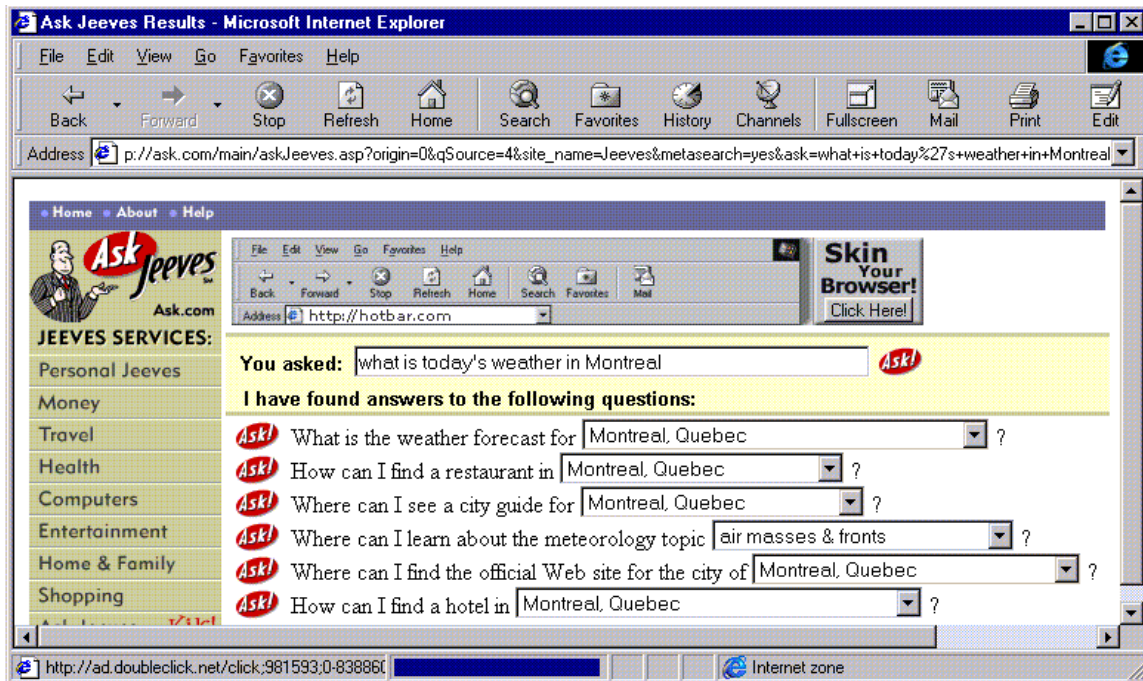 Ask Jeeves Results - Microsoft Internet Explorer
File Edit View Go Favorites Help
Back Forward Stop Refresh Home Search Favorites History Channels Fullscreen Mail Print Edit
Address p://ask.com/main/askJeeves.asp?origin=0&qSource=4&site_name=Jeeves&metasearch=yes&ask=what+is+today%27s+weather+in+Montreal
Home About Help
Ask Jeeves
Ask.com
File Edit View Go Favorites Help
Back Forward Stop Refresh Home Search Favorites Mail
Address http://hotbar.com
Skin
Your
Browser!
Click Here!
JEEVES SERVICES:
Personal Jeeves
Money
Travel
Health
Computers
Entertainment
Home & Family
Shopping
Ask Jeeves Kids!
You asked: what is today's weather in Montreal Ask!
I have found answers to the following questions:
Ask! What is the weather forecast for Montreal, Quebec ?
Ask! How can I find a restaurant in Montreal, Quebec ?
Ask! Where can I see a city guide for Montreal, Quebec ?
Ask! Where can I learn about the meteorology topic air masses & fronts ?
Ask! Where can I find the official Web site for the city of Montreal, Quebec ?
Ask! How can I find a hotel in Montreal, Quebec ?
http://ad.doubleclick.net/click;981593;0-838860 Internet zone